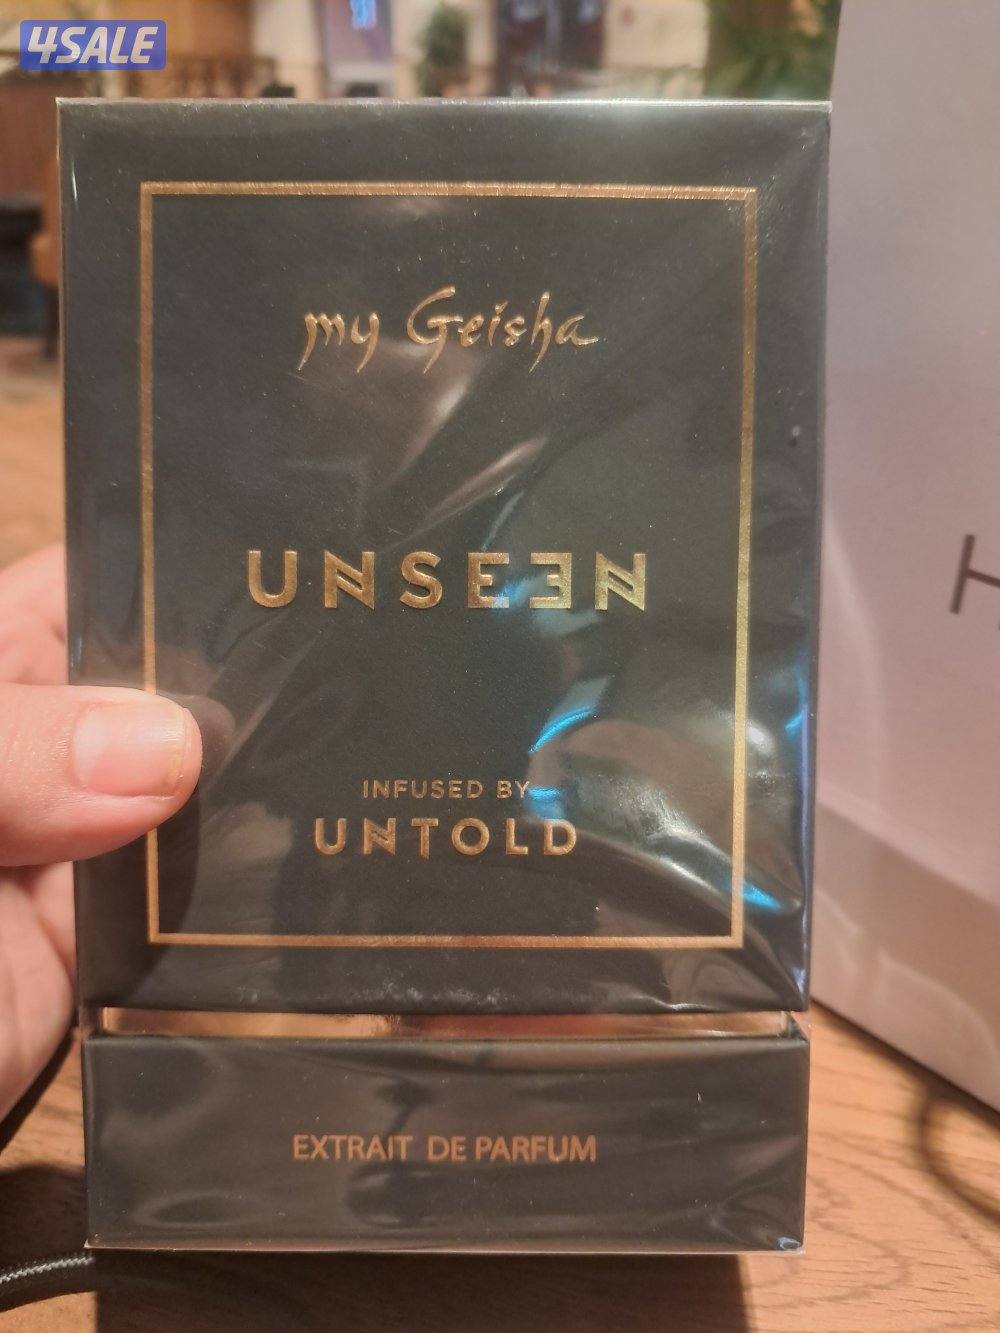 4SALE
my Geisha
UNSEEN
INFUSED BY
UNTOLD
EXTRAIT DE PARFUM